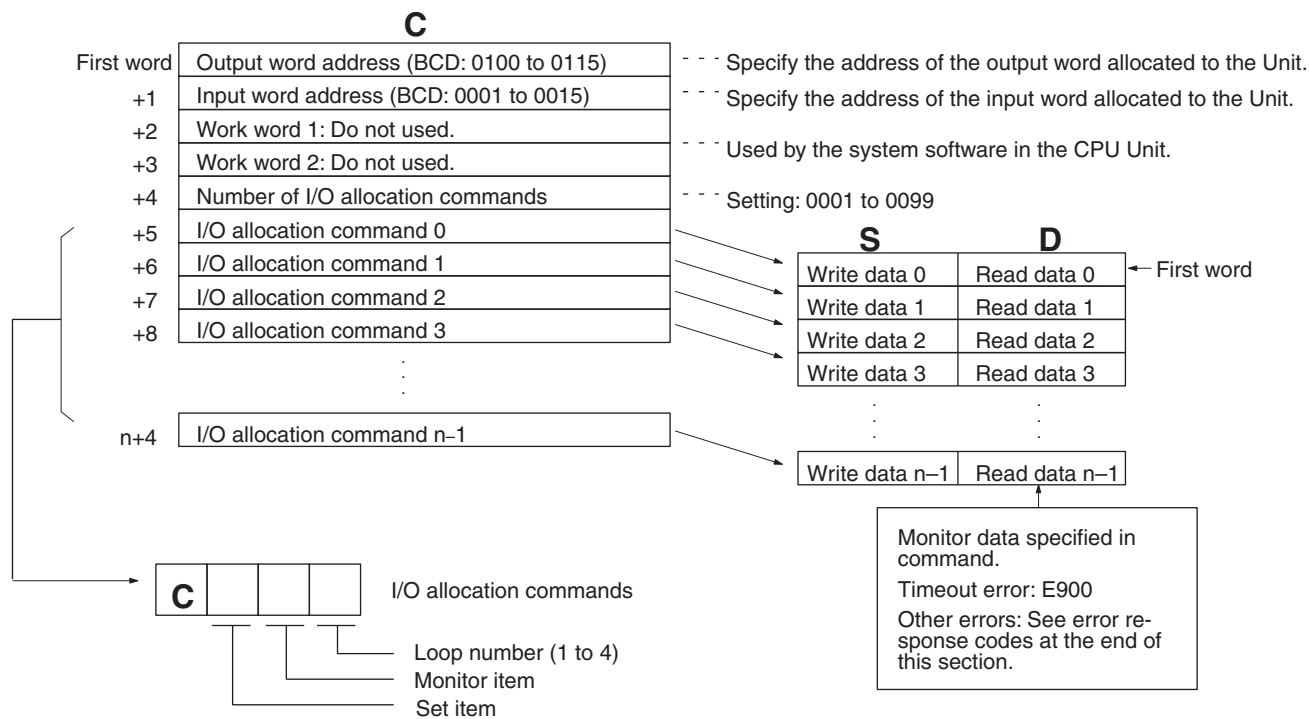 C
First word Output word address (BCD: 0100 to 0115) - - - Specify the address of the output word allocated to the Unit.
+1 Input word address (BCD: 0001 to 0015) - - - Specify the address of the input word allocated to the Unit.
+2 Work word 1: Do not used.
+3 Work word 2: Do not used.
- - - Used by the system software in the CPU Unit.
+4 Number of I/O allocation commands - - - Setting: 0001 to 0099
+5 I/O allocation command 0
+6 I/O allocation command 1
+7 I/O allocation command 2
+8 I/O allocation command 3
n+4 I/O allocation command n–1
S D
Write data 0 Read data 0 First word
Write data 1 Read data 1
Write data 2 Read data 2
Write data 3 Read data 3
Write data n–1 Read data n–1
Monitor data specified in
command.
Timeout error: E900
Other errors: See error re-
sponse codes at the end of
this section.
C I/O allocation commands
Loop number (1 to 4)
Monitor item
Set item